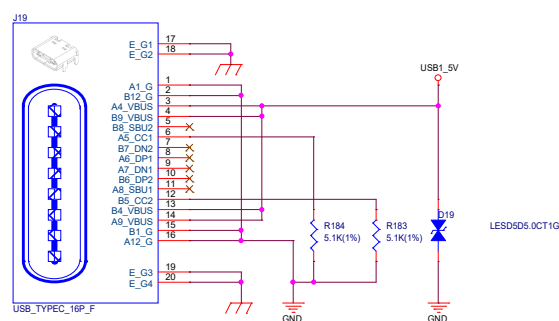 J19
E_G1 17
E_G2 18
USB1_5V
A1_G 1
B12_G 2
A4_VBUS 3
B9_VBUS 4
B8_SBU2 5
A5_CC1 6
B7_DN2 7
A6_DP1 8
A7_DN1 9
B6_DP2 10
A8_SBU1 11
B5_CC2 12
B4_VBUS 13
A9_VBUS 14
B1_G 15
A12_G 16
D19
LESD5D5.0CT1G
R184
5.1K(1%)
R183
5.1K(1%)
E_G3 19
E_G4 20
USB_TYPEC_16P_F
GND
GND